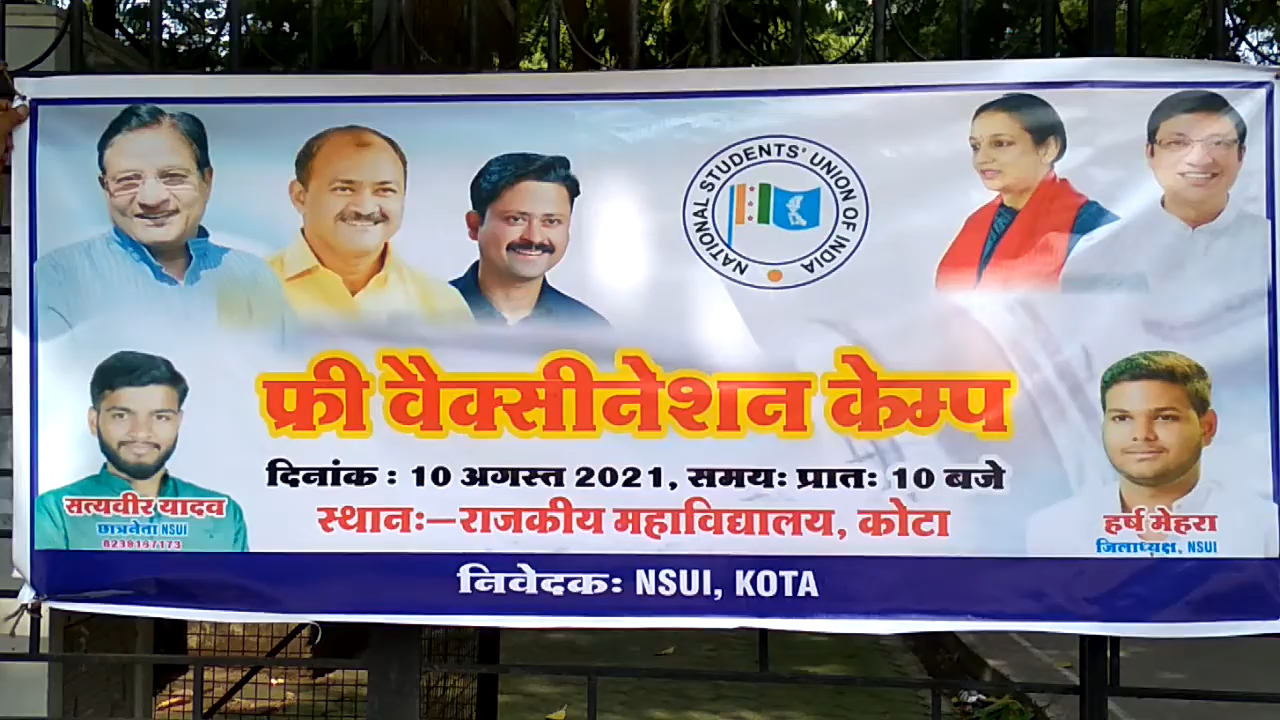 NATIONAL STUDENTS' UNION OF INDIA
फ्री वैक्सीनेशन केम्प
दिनांक : 10 अगस्त 2021, समयः प्रातः 10 बजे
स्थानः–राजकीय महाविद्यालय, कोटा
सत्यवीर यादव
छात्रनेता NSUI
8239167173
हर्ष मेहरा
जिलाध्यक्ष, NSUI
निवेदकः NSUI, KOTA